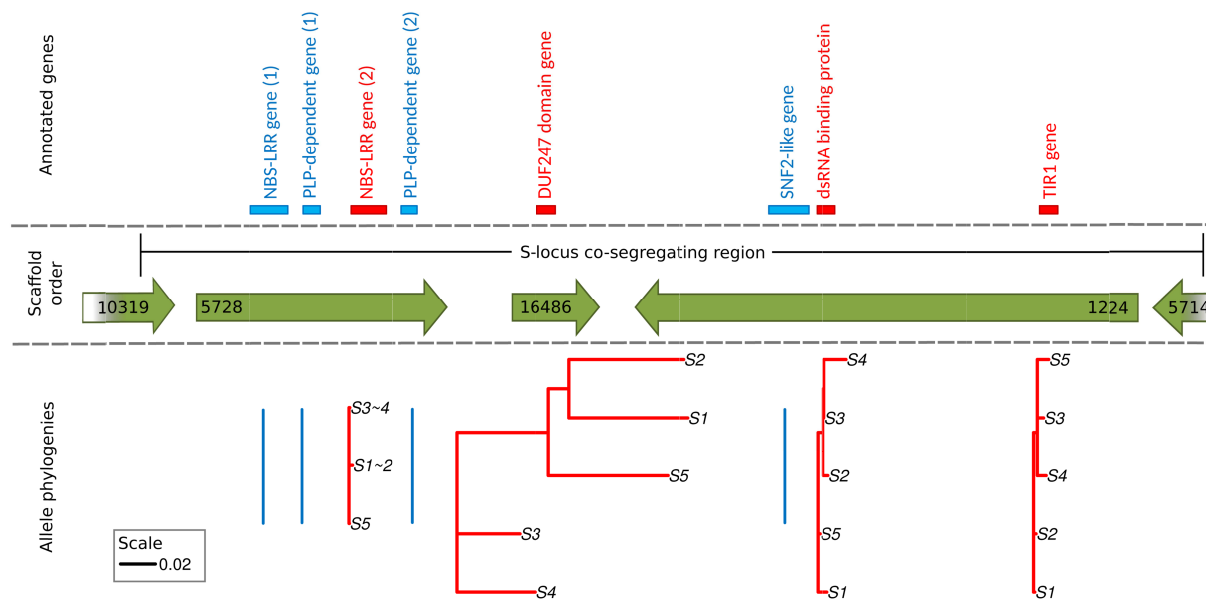 Annotated genes
NBS-LRR gene (1)
PLP-dependent gene (1)
NBS-LRR gene (2)
PLP-dependent gene (2)
DUF247 domain gene
SNF2-like gene
dsRNA binding protein
TIR1 gene
Scaffold
order
S-locus co-segregating region
10319
5728
16486
1224
5714
Allele phylogenies
S3~4
S1~2
S5
S2
S1
S5
S3
S4
S4
S3
S2
S5
S1
S5
S3
S4
S2
S1
Scale
0.02